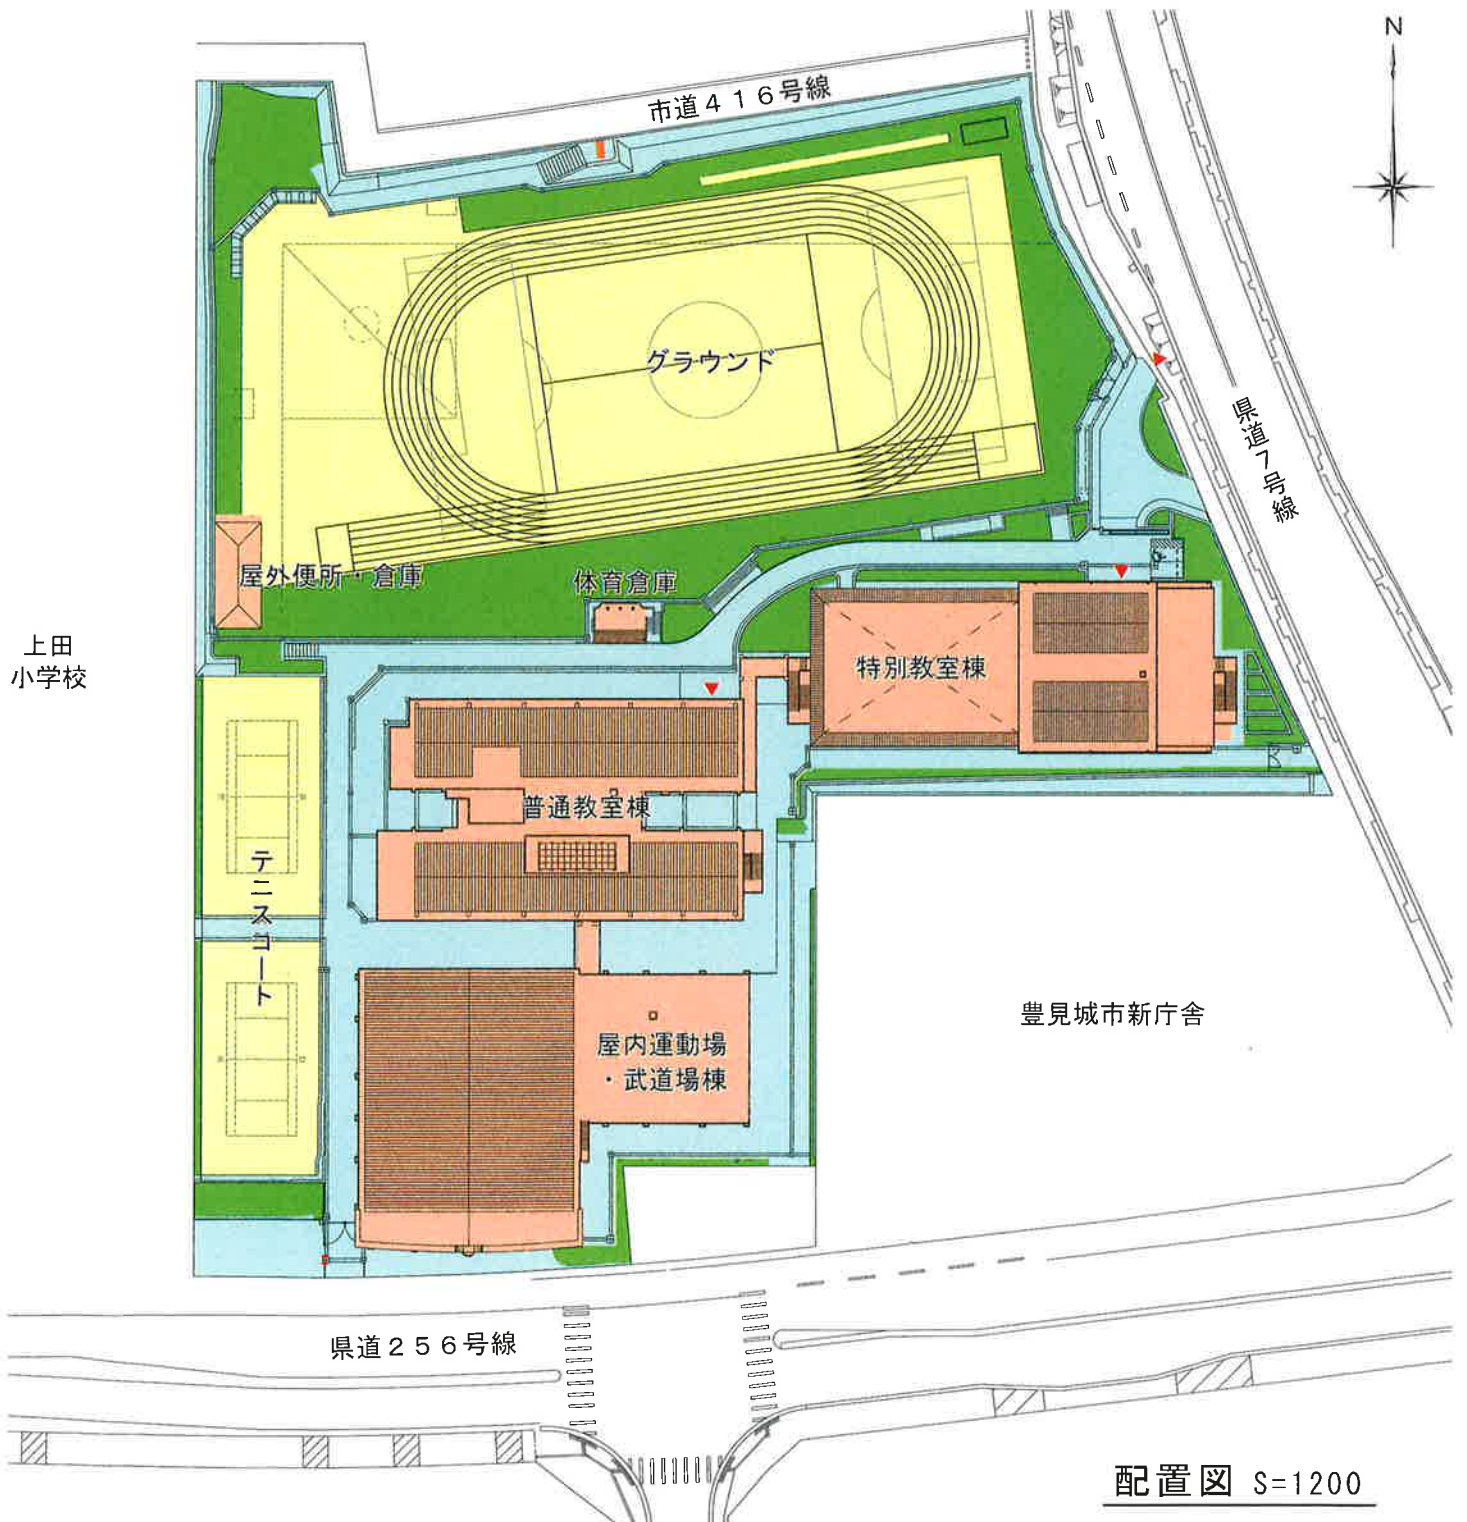 N
市道４１６号線
グラウンド
県道７号線
屋外便所・倉庫
体育倉庫
上田
小学校
特別教室棟
普通教室棟
テニスコート
豊見城市新庁舎
屋内運動場
・武道場棟
県道２５６号線
配置図 S=1200